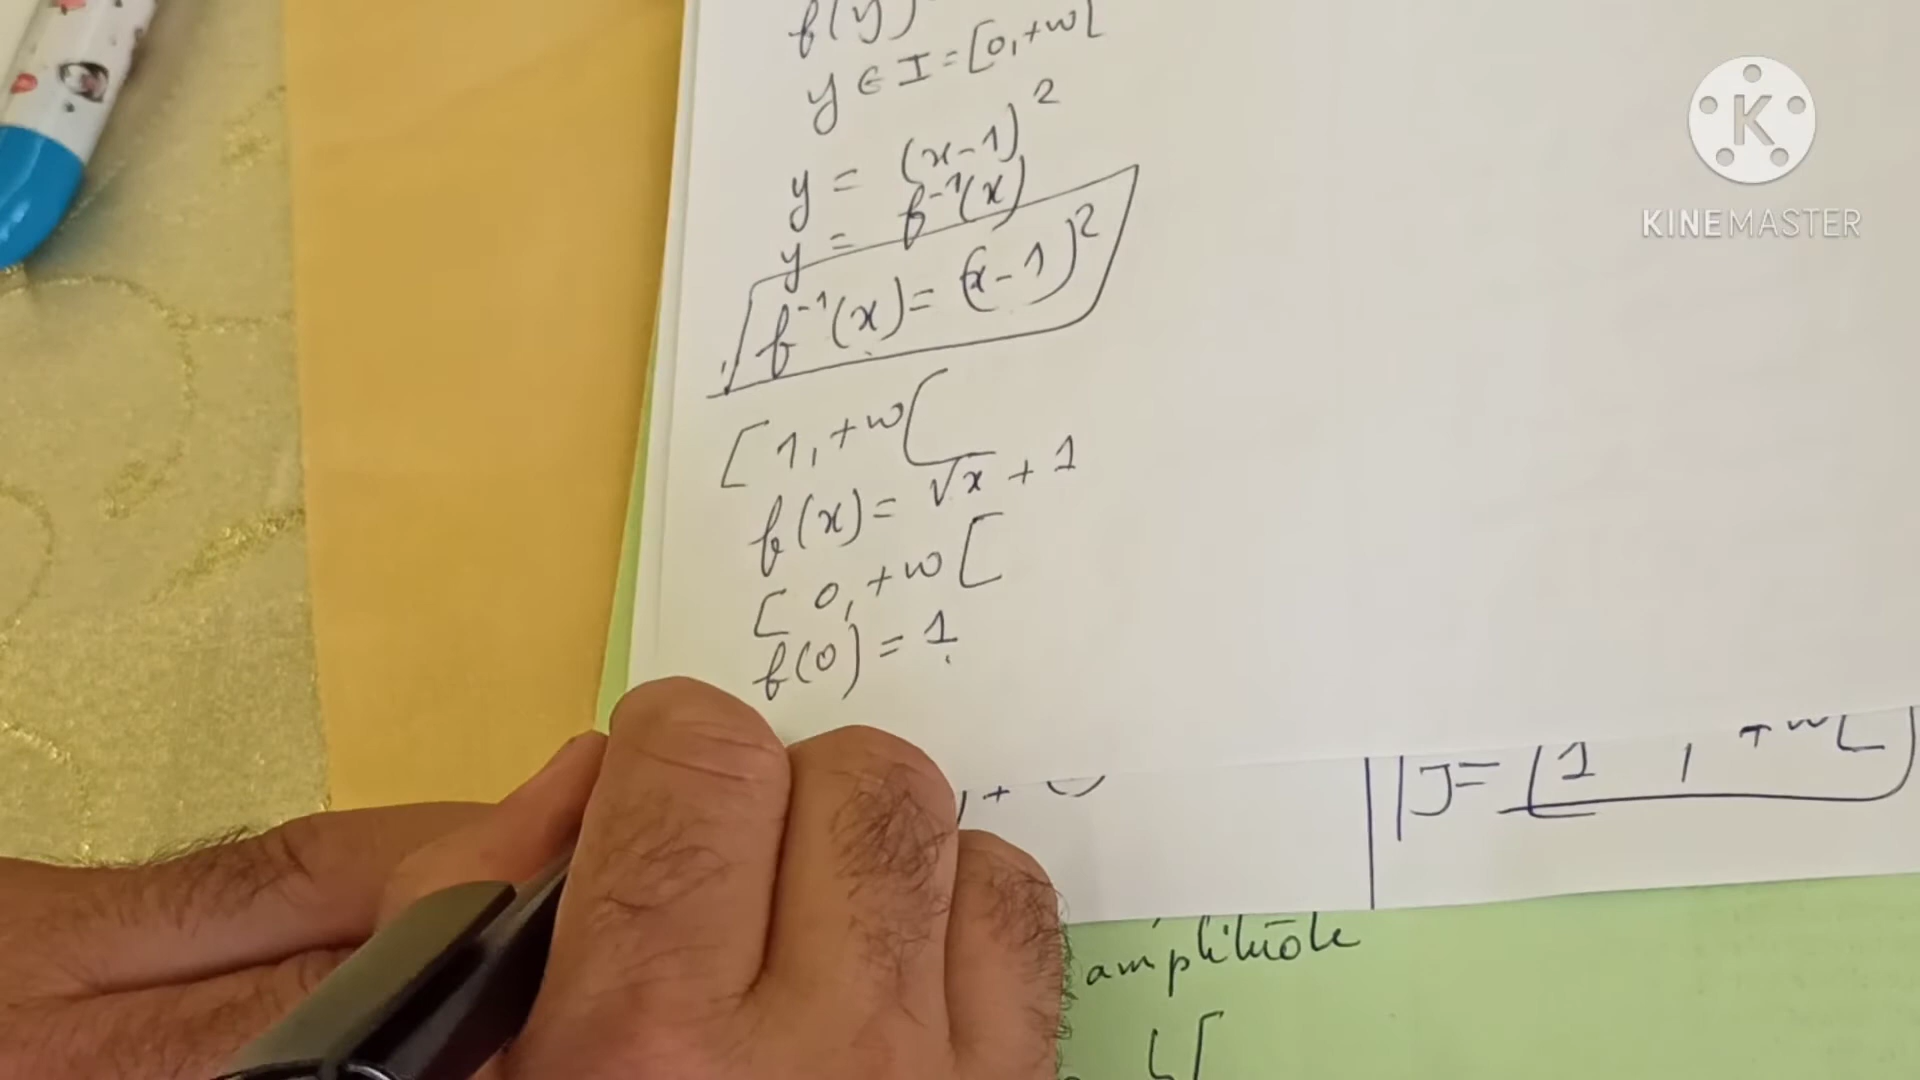 f(y)
y ∈ I = [0, +∞[
y = (x-1)²
y = f⁻¹(x)
f⁻¹(x) = (x-1)²
[1, +∞[
f(x) = √x + 1
[0, +∞[
f(0) = 1
J = [1, +∞[
amplitude
K
KINEMASTER